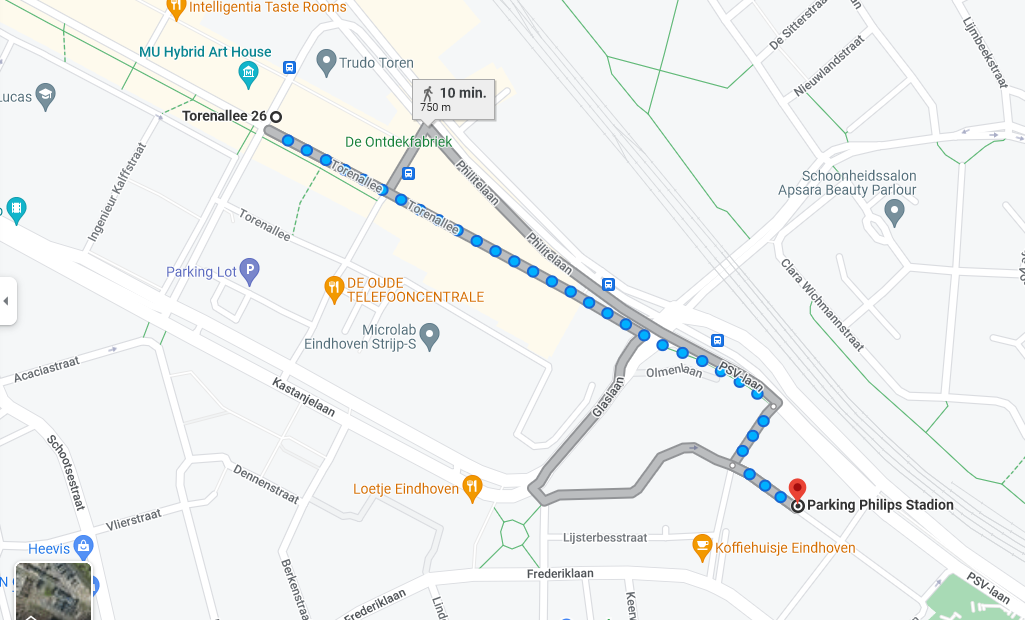 Intelligentia Taste Rooms
De Sitterstraat
Lijmbeekstraat
MU Hybrid Art House
Trudo Toren
Nieuwlandstraat
Lucas
10 min.
750 m
Torenallee 26
De Ontdekfabriek
Ingenieur Kalffstraat
Torenallee
Philitelaan
Schoonheidssalon
Apsara Beauty Parlour
Torenallee
Torenallee
Philitelaan
Parking Lot
P
DE OUDE
TELEFOONCENTRALE
Clara Wichmannstraat
Microlab
Eindhoven Strijp-S
Acaciastraat
Kastanjelaan
Glaslaan
Olmenlaan
PSV-laan
Schootsestraat
Dennenstraat
Loetje Eindhoven
Parking Philips Stadion
Vlierstraat
Lijsterbesstraat
Heevis
Koffiehuisje Eindhoven
Berkenstraat
Frederiklaan
Frederiklaan
PSV-laan